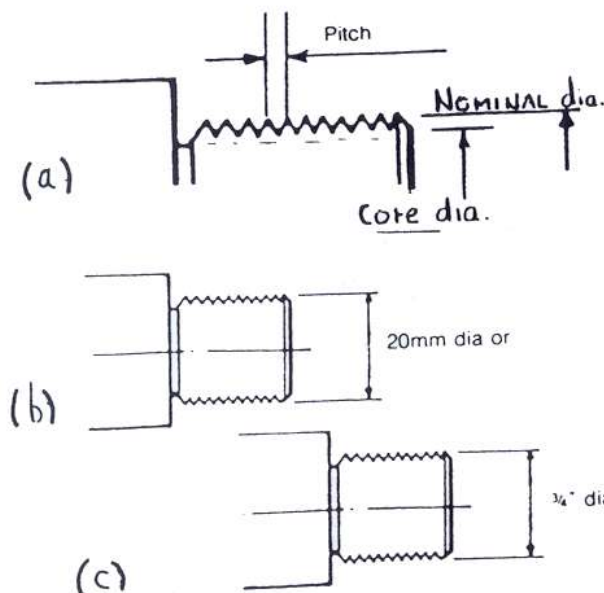 Pitch
NOMINAL dia.
(a)
Core dia.
20mm dia or
(b)
3/4" dia
(c)